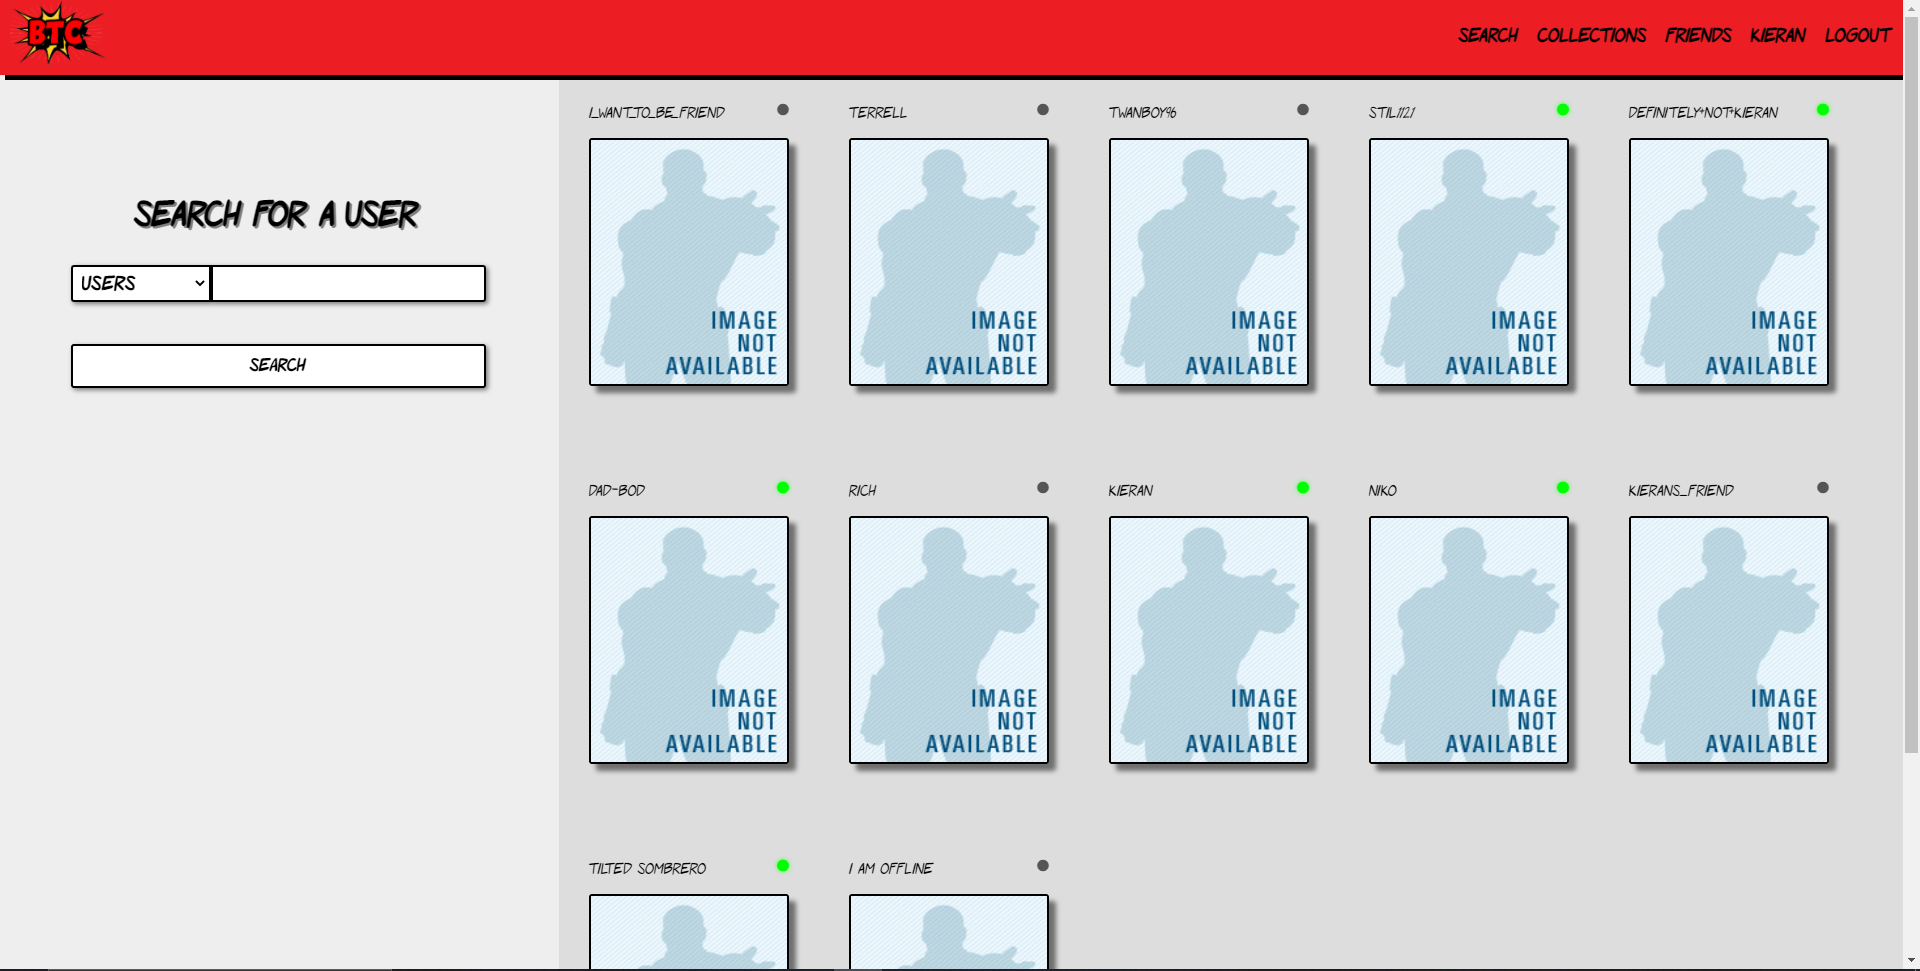 BTC
SEARCH COLLECTIONS FRIENDS KIERAN LOGOUT
SEARCH FOR A USER
USERS
SEARCH
I_WANT_TO_BE_FRIEND
TERRELL
TWANBOY96
STIL1121
DEFINITELY*NOT*KIERAN
IMAGE
NOT
AVAILABLE
IMAGE
NOT
AVAILABLE
IMAGE
NOT
AVAILABLE
IMAGE
NOT
AVAILABLE
IMAGE
NOT
AVAILABLE
DAD-BOD
RICH
KIERAN
NIKO
KIERANS_FRIEND
IMAGE
NOT
AVAILABLE
IMAGE
NOT
AVAILABLE
IMAGE
NOT
AVAILABLE
IMAGE
NOT
AVAILABLE
IMAGE
NOT
AVAILABLE
TILTED SOMBRERO
I AM OFFLINE